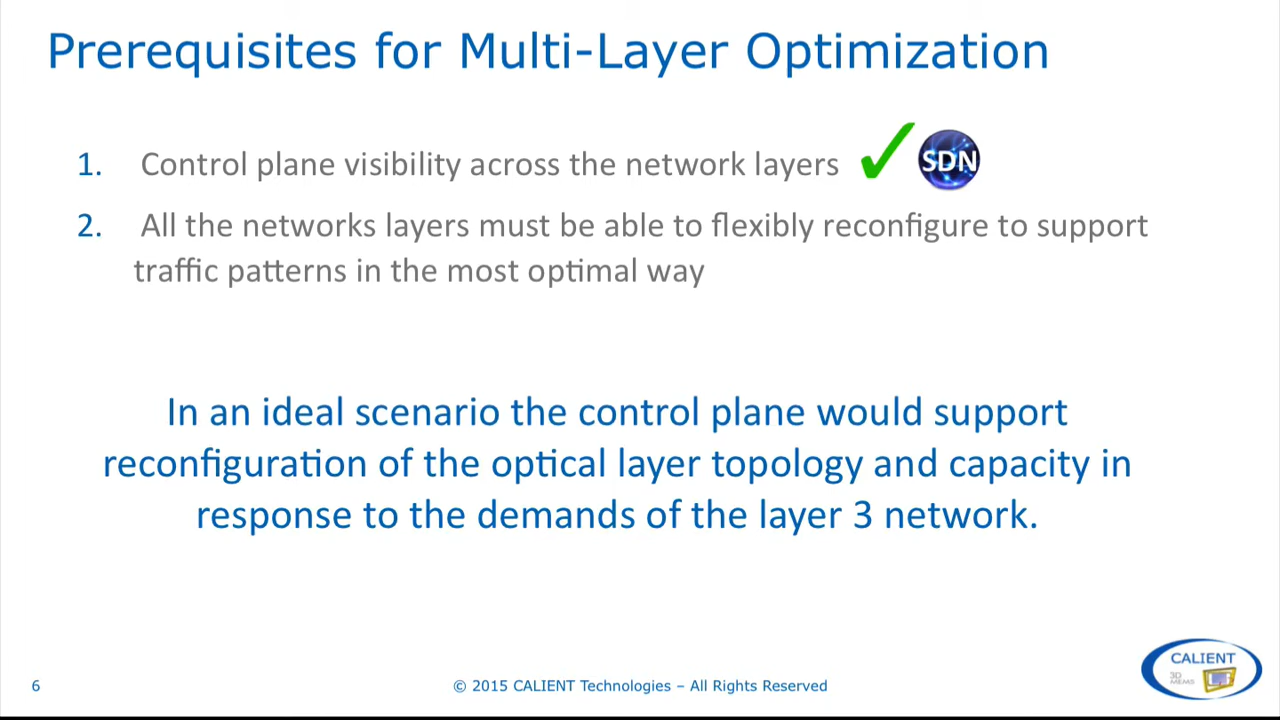 Prerequisites for Multi-Layer Optimization
1. Control plane visibility across the network layers
SDN
2. All the networks layers must be able to flexibly reconfigure to support
traffic patterns in the most optimal way
In an ideal scenario the control plane would support
reconfiguration of the optical layer topology and capacity in
response to the demands of the layer 3 network.
CALIENT
3D
MEMS
6
© 2015 CALIENT Technologies – All Rights Reserved